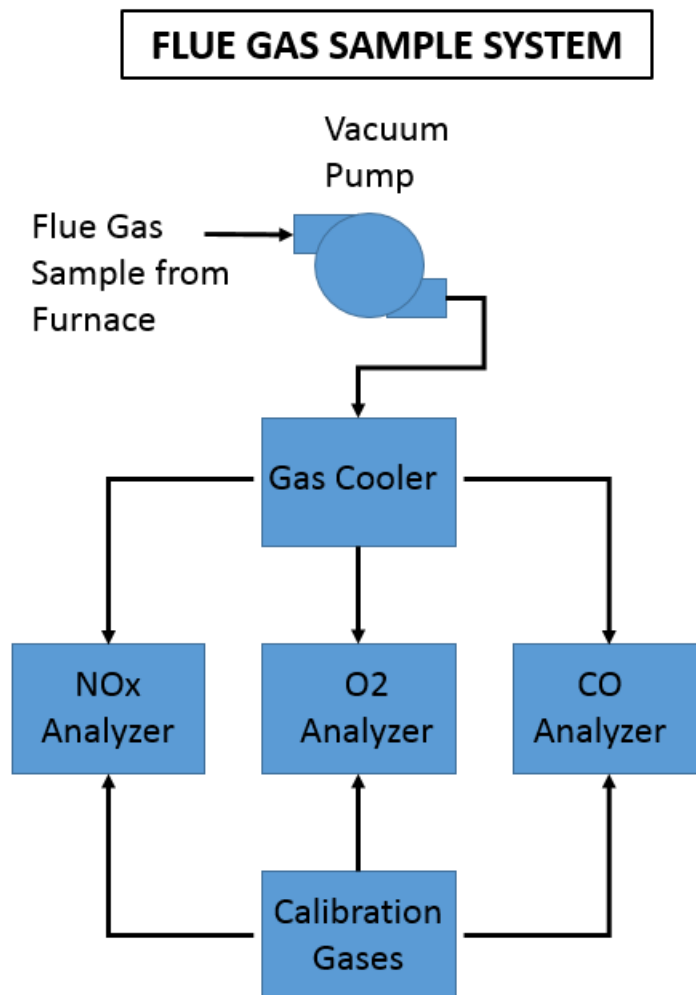 FLUE GAS SAMPLE SYSTEM
Vacuum
Pump
Flue Gas
Sample from
Furnace
Gas Cooler
NOx
Analyzer
O2
Analyzer
CO
Analyzer
Calibration
Gases